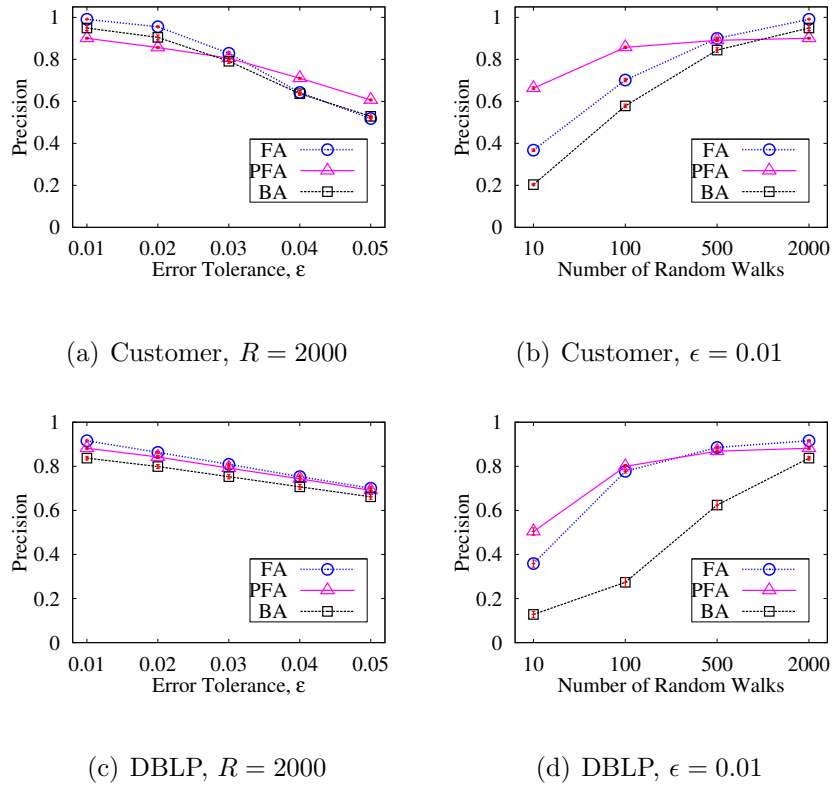 1
0.8
0.6
0.4
0.2
0
Precision
FA
PFA
BA
0.01 0.02 0.03 0.04 0.05
Error Tolerance, ε
(a) Customer, R = 2000
1
0.8
0.6
0.4
0.2
0
Precision
FA
PFA
BA
10 100 500 2000
Number of Random Walks
(b) Customer, ϵ = 0.01
1
0.8
0.6
0.4
0.2
0
Precision
FA
PFA
BA
0.01 0.02 0.03 0.04 0.05
Error Tolerance, ε
(c) DBLP, R = 2000
1
0.8
0.6
0.4
0.2
0
Precision
FA
PFA
BA
10 100 500 2000
Number of Random Walks
(d) DBLP, ϵ = 0.01